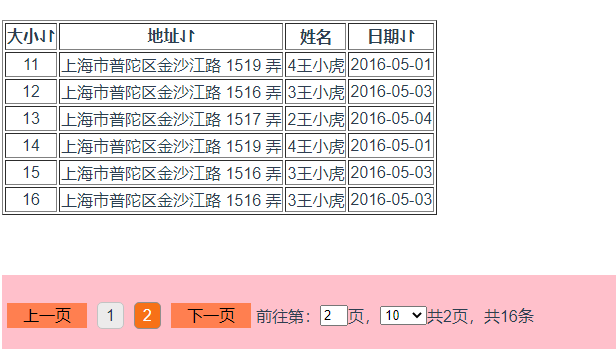 大小⇅ 地址⇅ 姓名 日期⇅
11 上海市普陀区金沙江路 1519 弄 4王小虎 2016-05-01
12 上海市普陀区金沙江路 1516 弄 3王小虎 2016-05-03
13 上海市普陀区金沙江路 1517 弄 2王小虎 2016-05-04
14 上海市普陀区金沙江路 1519 弄 4王小虎 2016-05-01
15 上海市普陀区金沙江路 1516 弄 3王小虎 2016-05-03
16 上海市普陀区金沙江路 1516 弄 3王小虎 2016-05-03
上一页 1 2 下一页 前往第：2页，10共2页，共16条